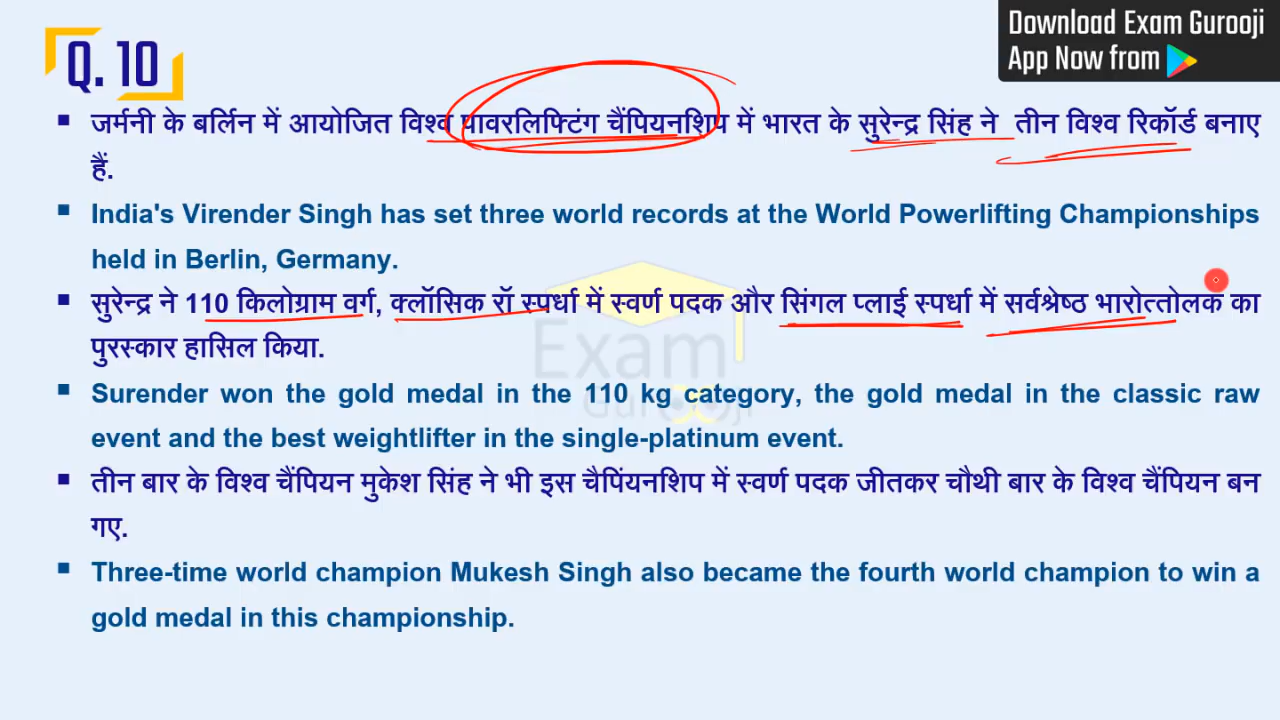 Download Exam Gurooji
App Now from
Q. 10
▪ जर्मनी के बर्लिन में आयोजित विश्व पावरलिफ्टिंग चैंपियनशिप में भारत के सुरेन्द्र सिंह ने तीन विश्व रिकॉर्ड बनाए
हैं.
▪ India's Virender Singh has set three world records at the World Powerlifting Championships
held in Berlin, Germany.
▪ सुरेन्द्र ने 110 किलोग्राम वर्ग, क्लॉसिक रॉ स्पर्धा में स्वर्ण पदक और सिंगल प्लाई स्पर्धा में सर्वश्रेष्ठ भारोत्तोलक का
पुरस्कार हासिल किया.
▪ Surender won the gold medal in the 110 kg category, the gold medal in the classic raw
event and the best weightlifter in the single-platinum event.
▪ तीन बार के विश्व चैंपियन मुकेश सिंह ने भी इस चैपिंयनशिप में स्वर्ण पदक जीतकर चौथी बार के विश्व चैंपियन बन
गए.
▪ Three-time world champion Mukesh Singh also became the fourth world champion to win a
gold medal in this championship.
Exam
Gurooji